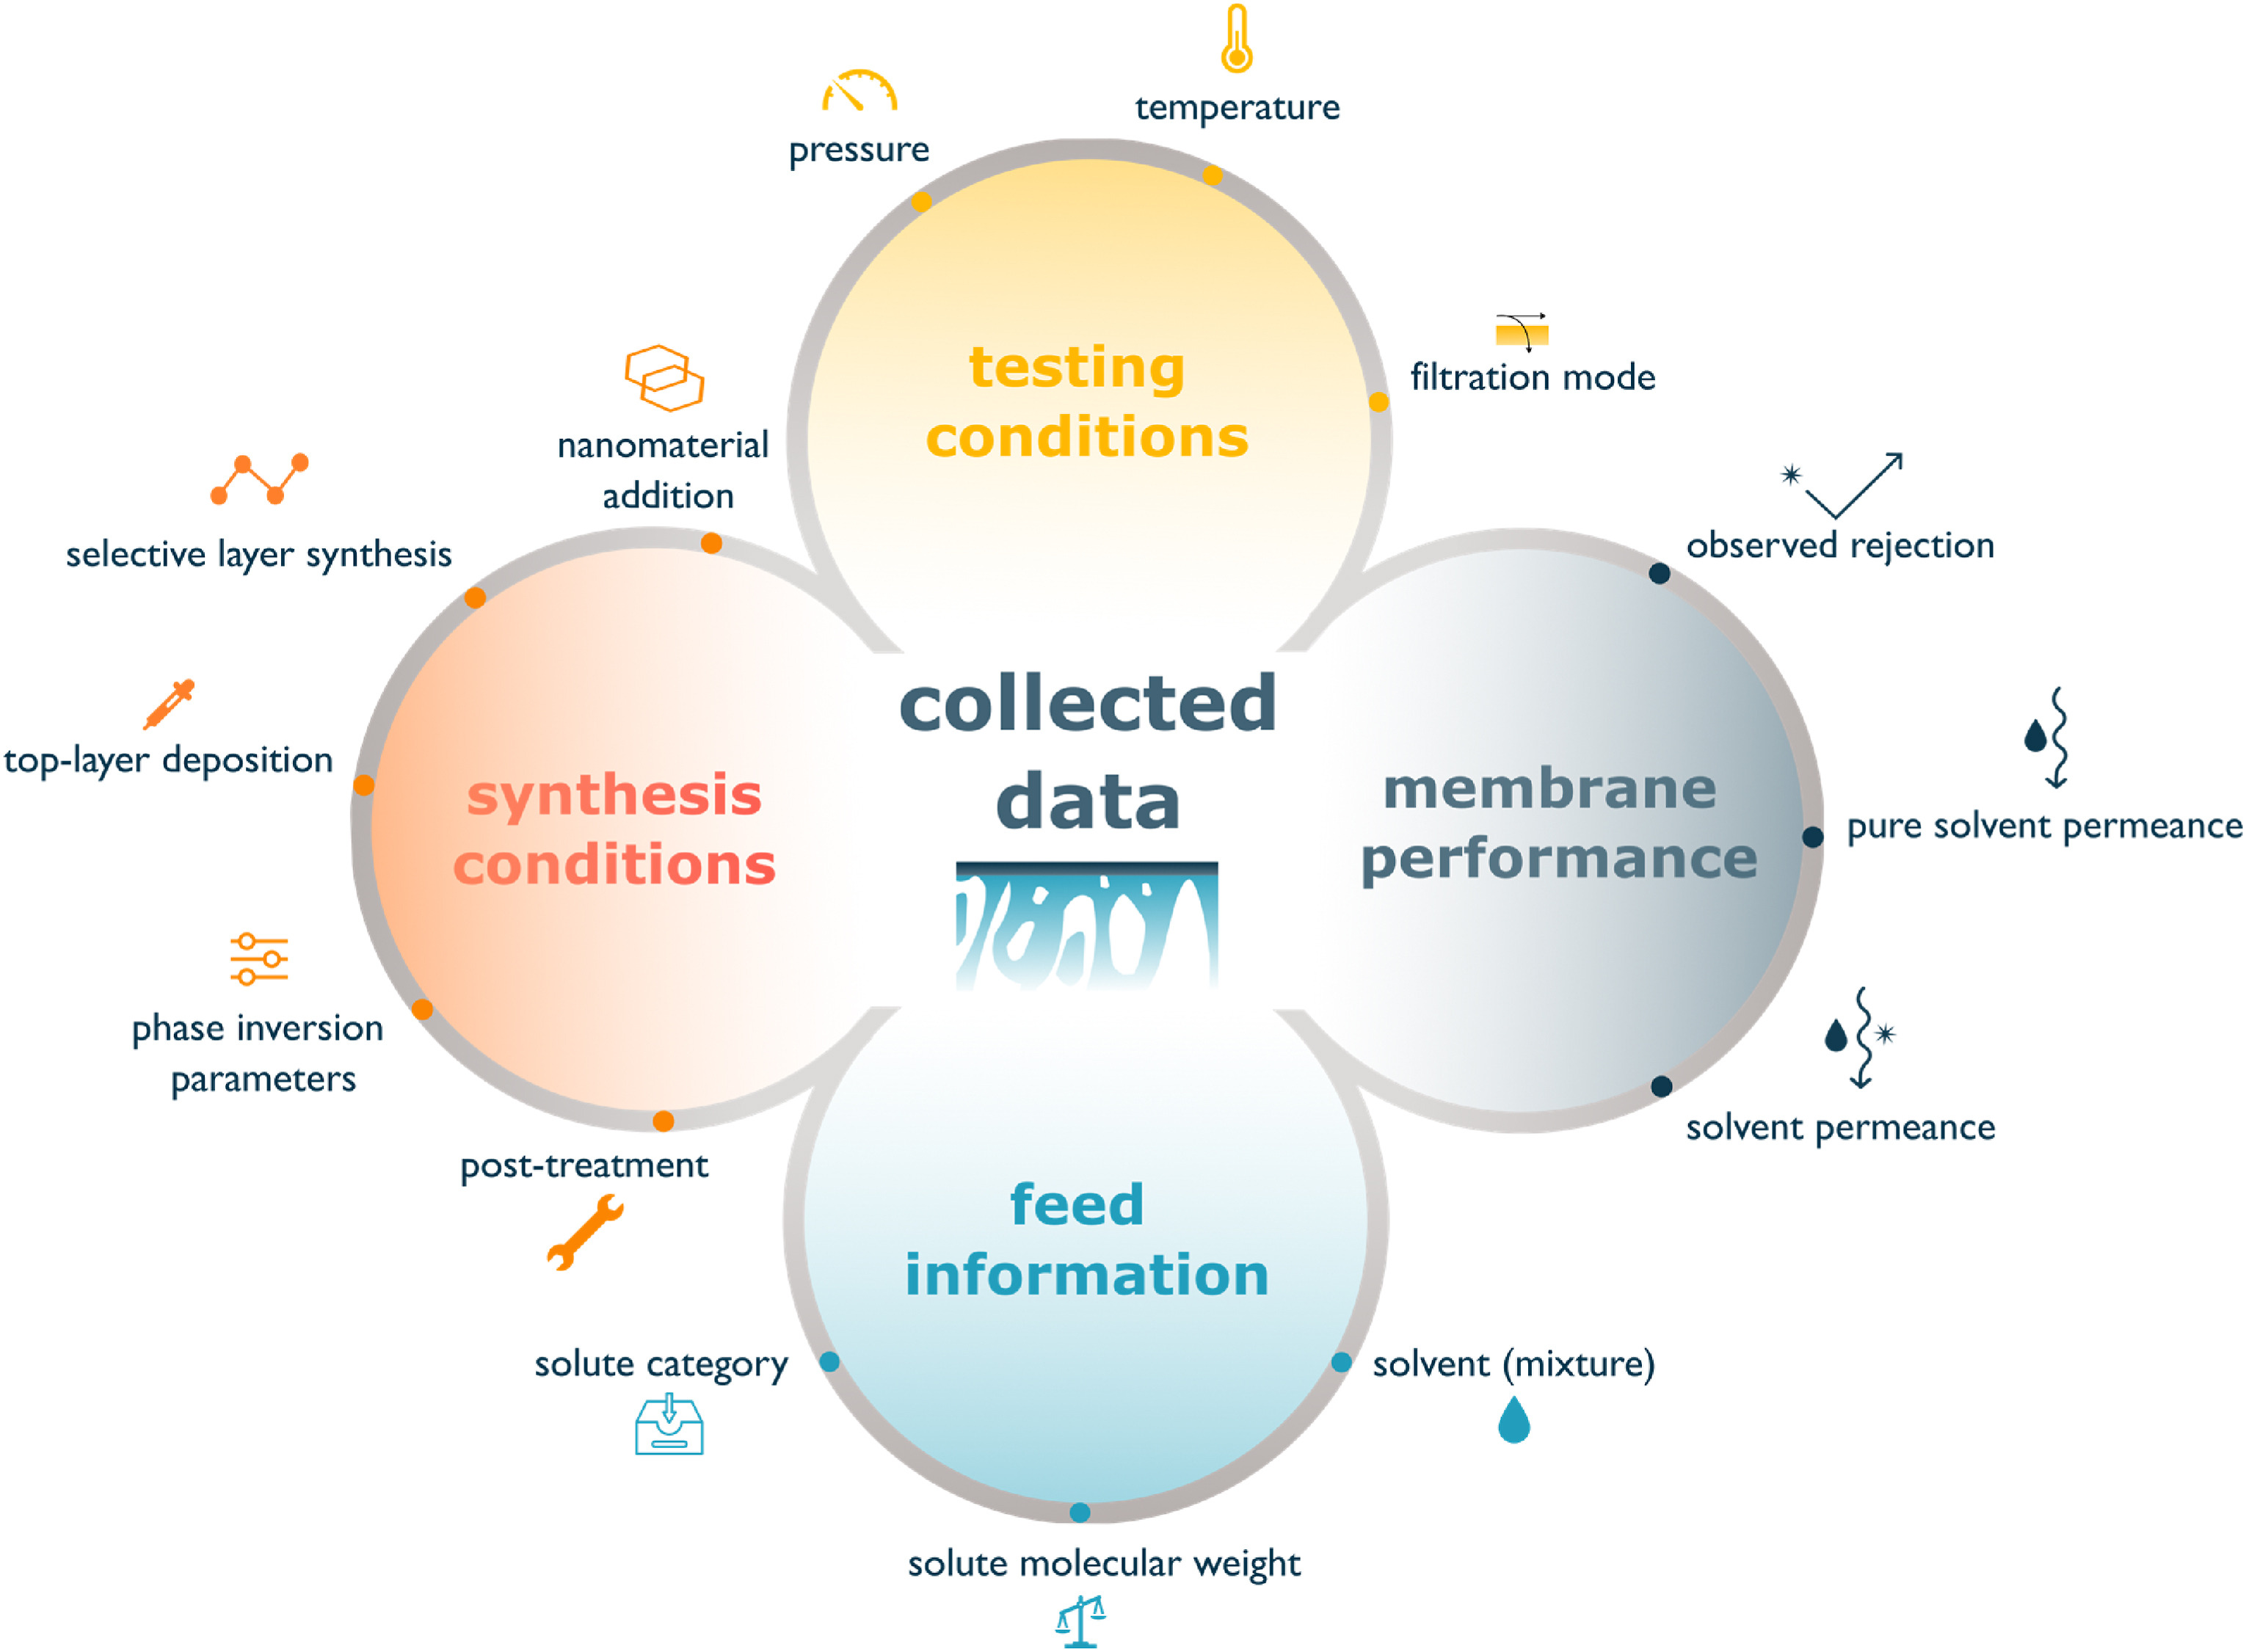 temperature
pressure
testing
conditions
filtration mode
nanomaterial
addition
selective layer synthesis
observed rejection
top-layer deposition
synthesis
conditions
collected
data
membrane
performance
pure solvent permeance
phase inversion
parameters
solvent permeance
post-treatment
feed
information
solute category
solvent (mixture)
solute molecular weight